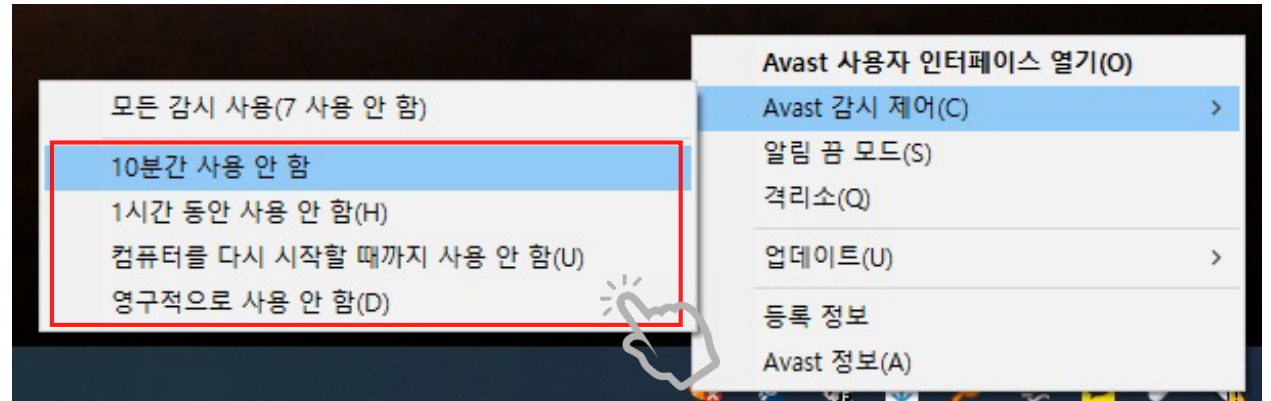 Avast 사용자 인터페이스 열기(O)
Avast 감시 제어(C)
알림 끔 모드(S)
격리소(Q)
업데이트(U)
등록 정보
Avast 정보(A)
모든 감시 사용(7 사용 안 함)
10분간 사용 안 함
1시간 동안 사용 안 함(H)
컴퓨터를 다시 시작할 때까지 사용 안 함(U)
영구적으로 사용 안 함(D)